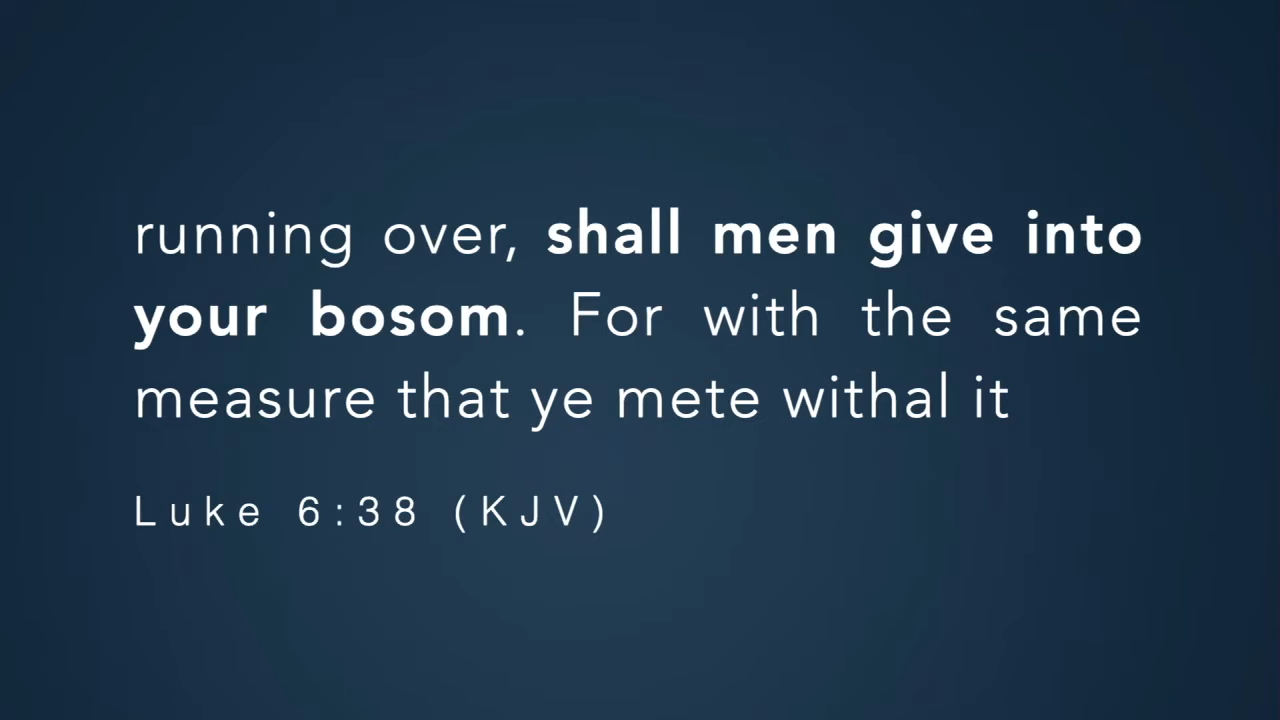 running over, shall men give into
your bosom. For with the same
measure that ye mete withal it
Luke 6:38 (KJV)